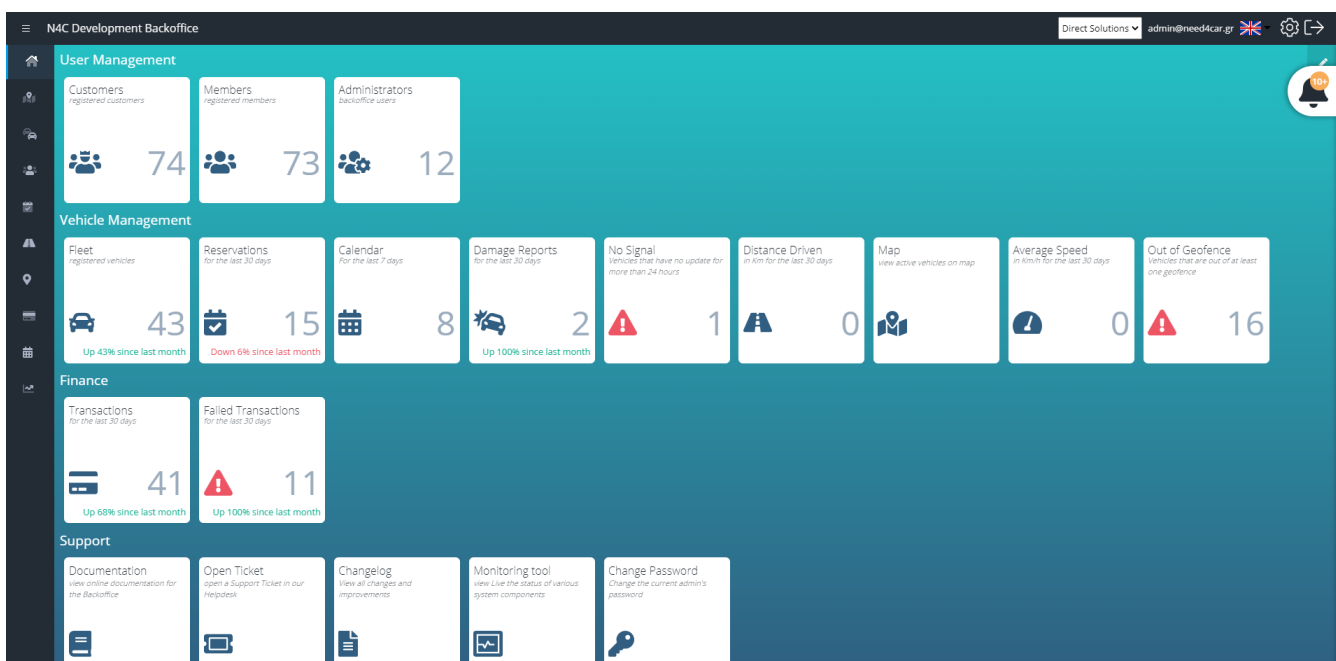 N4C Development Backoffice
Direct Solutions
admin@need4car.gr
User Management
10+
Customers
registered customers
74
Members
registered members
73
Administrators
backoffice users
12
Vehicle Management
Fleet
registered vehicles
43
Up 43% since last month
Reservations
for the last 30 days
15
Down 6% since last month
Calendar
For the last 7 days
8
Damage Reports
for the last 30 days
2
Up 100% since last month
No Signal
Vehicles that have no update for
more than 24 hours
1
Distance Driven
in Km for the last 30 days
0
Map
view active vehicles on map
Average Speed
in Km/h for the last 30 days
0
Out of Geofence
Vehicles that are out of at least
one geofence
16
Finance
Transactions
for the last 30 days
41
Up 68% since last month
Failed Transactions
for the last 30 days
11
Up 100% since last month
Support
Documentation
view online documentation for
the Backoffice
Open Ticket
open a Support Ticket in our
Helpdesk
Changelog
View all changes and
improvements
Monitoring tool
view Live the status of various
system components
Change Password
Change the current admin's
password